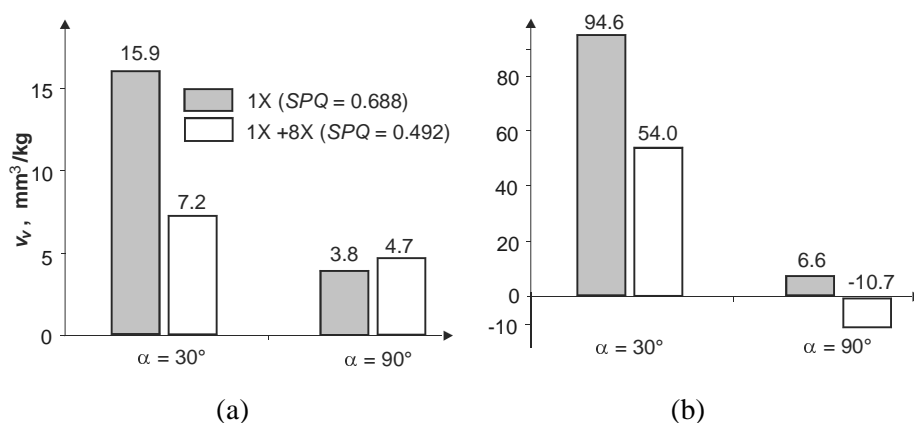 15.9
15
10
5
0
v_v, mm³/kg
1X (SPQ = 0.688)
1X +8X (SPQ = 0.492)
7.2
3.8
4.7
α = 30°
α = 90°
(a)
94.6
80
60
40
20
0
-10
54.0
6.6
-10.7
α = 30°
α = 90°
(b)